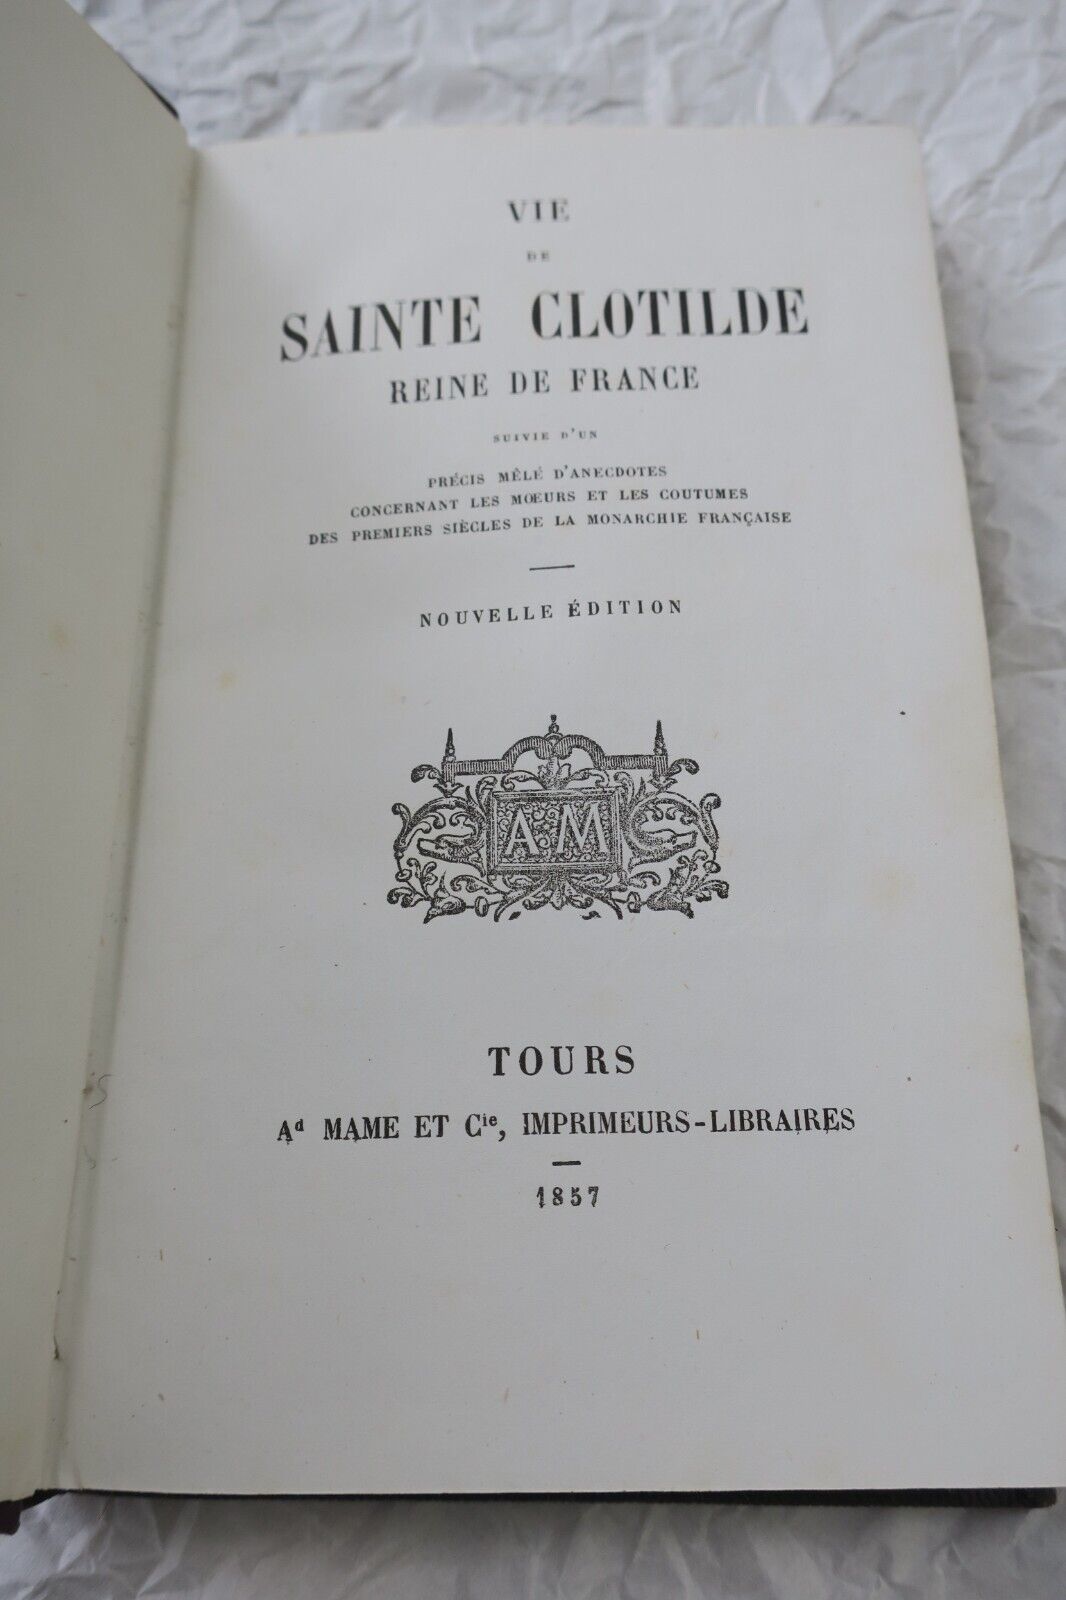 VIE
DE
SAINTE CLOTILDE
REINE DE FRANCE
SUIVIE D'UN
PRÉCIS MÊLÉ D'ANECDOTES
CONCERNANT LES MŒURS ET LES COUTUMES
DES PREMIERS SIÈCLES DE LA MONARCHIE FRANÇAISE
NOUVELLE ÉDITION
A M
TOURS
Ad MAME ET Cie, IMPRIMEURS-LIBRAIRES
1857